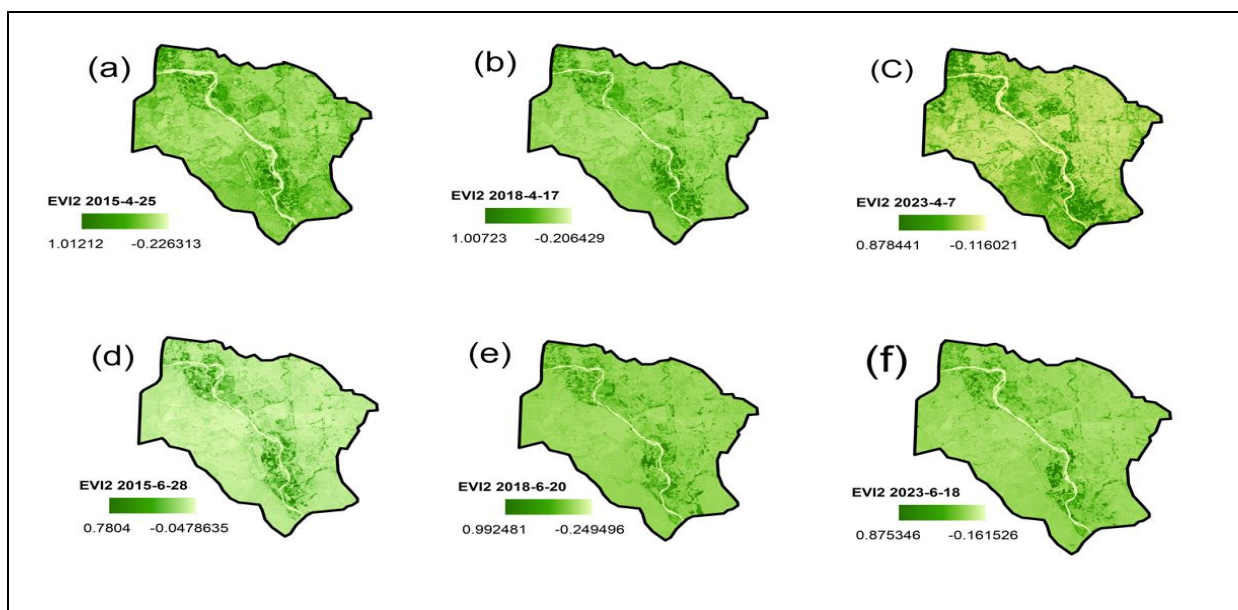 (a)
EVI2 2015-4-25
1.01212 -0.226313
(b)
EVI2 2018-4-17
1.00723 -0.206429
(C)
EVI2 2023-4-7
0.878441 -0.116021
(d)
EVI2 2015-6-28
0.7804 -0.0478635
(e)
EVI2 2018-6-20
0.992481 -0.249496
(f)
EVI2 2023-6-18
0.875346 -0.161526